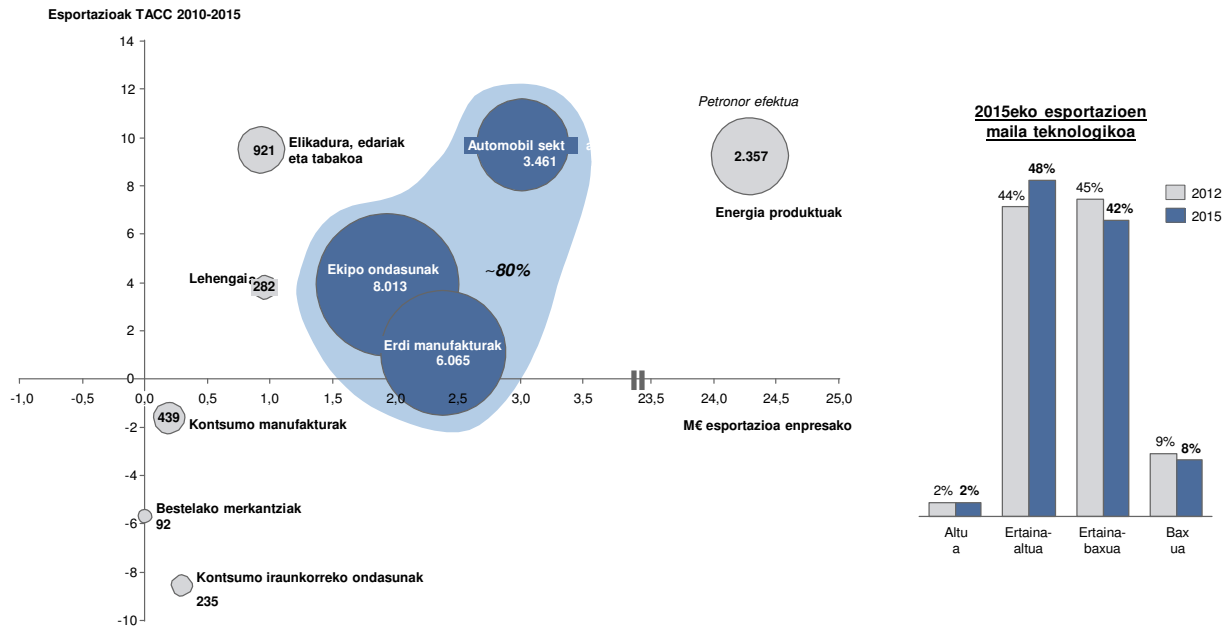 Esportazioak TACC 2010-2015
14
12
10
8
6
4
2
0
-2
-4
-6
-8
-10
-1,0
-0,5
0,0
0,5
1,0
1,5
2,0
2,5
3,0
3,5
23,5
24,0
24,5
25,0
M€ esportazioa enpresako
921
Elikadura, edariak
eta tabakoa
Automobil sekt
3.461
Petronor efektua
2.357
Energia produktuak
Lehengaia
282
Ekipo ondasunak
8.013
~80%
Erdi manufakturak
6.065
439
Kontsumo manufakturak
Bestelako merkantziak
92
Kontsumo iraunkorreko ondasunak
235
2015eko esportazioen
maila teknologikoa
2012
2015
2%
2%
44%
48%
45%
42%
9%
8%
Altu
a
Ertaina-
altua
Ertaina-
baxua
Bax
ua